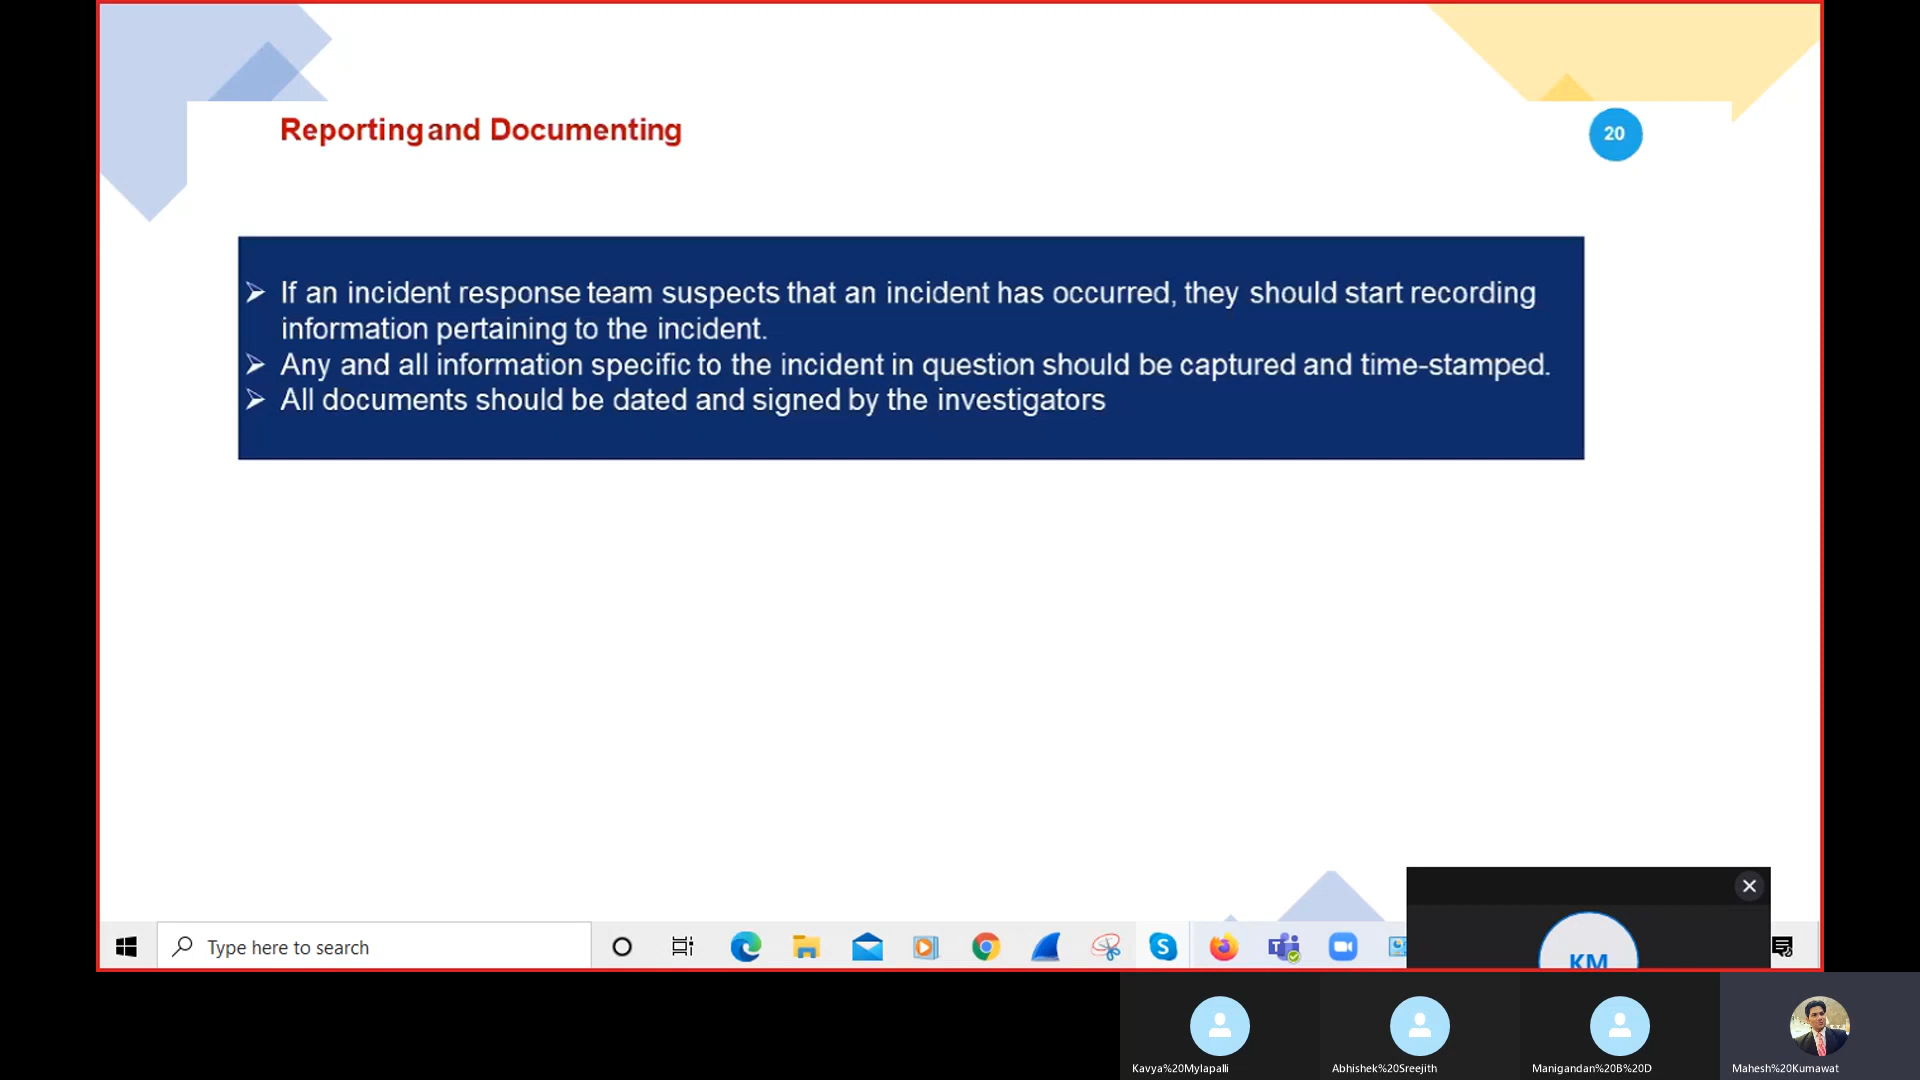 Reporting and Documenting
20
➢ If an incident response team suspects that an incident has occurred, they should start recording
information pertaining to the incident.
➢ Any and all information specific to the incident in question should be captured and time-stamped.
➢ All documents should be dated and signed by the investigators
Type here to search
KM
Kavya%20Mylapalli
Abhishek%20Sreejith
Manigandan%20B%20D
Mahesh%20Kumawat